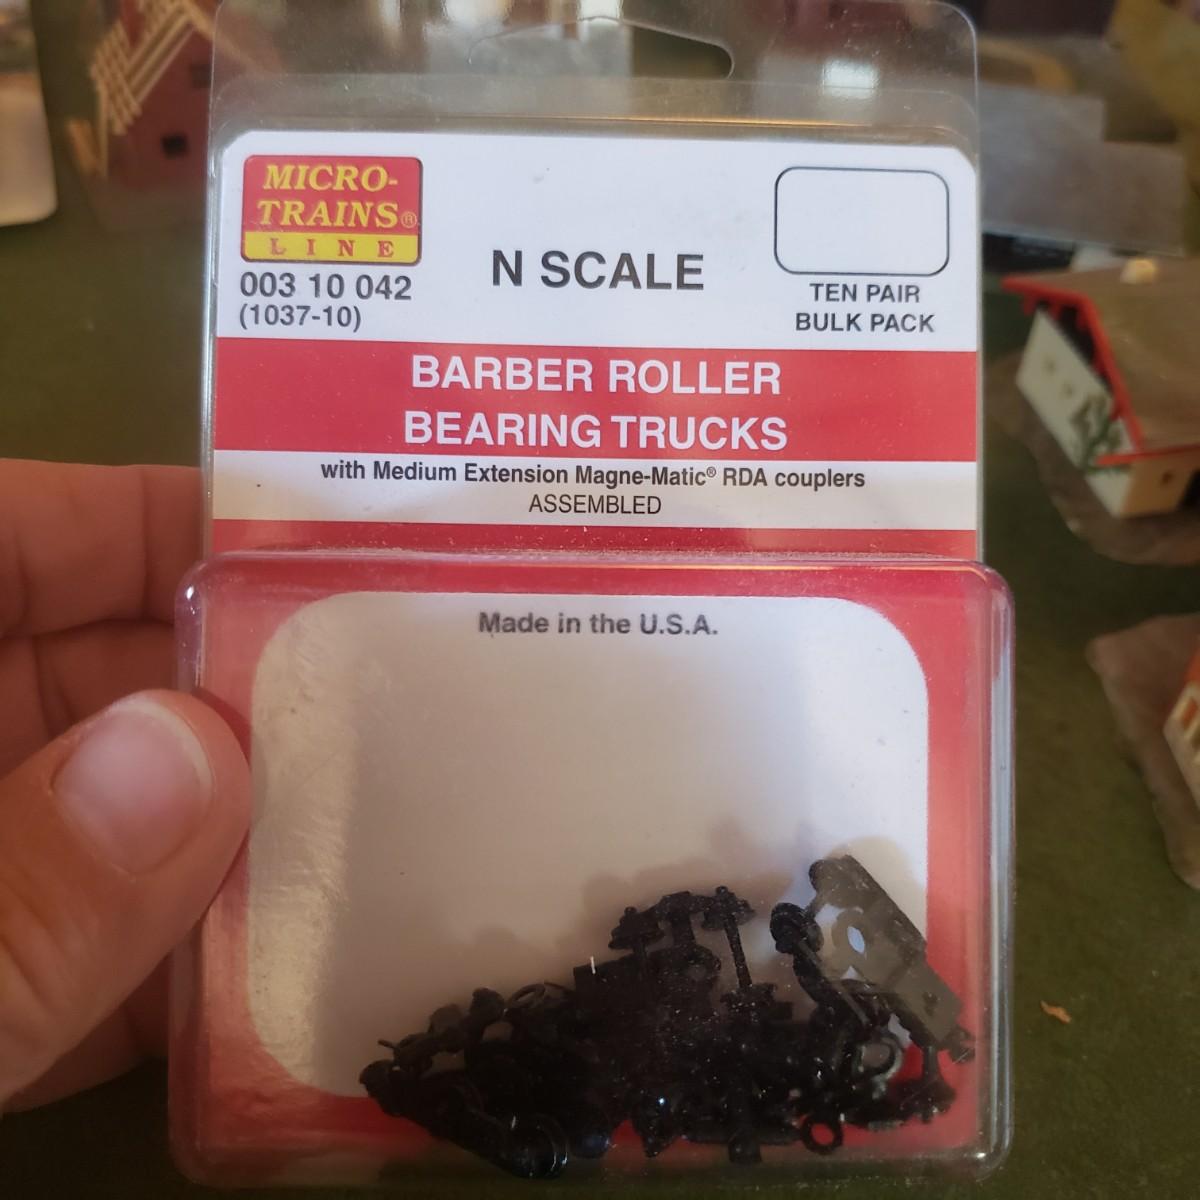 MICRO-
TRAINS®
LINE
003 10 042
(1037-10)
N SCALE
TEN PAIR
BULK PACK
BARBER ROLLER
BEARING TRUCKS
with Medium Extension Magne-Matic® RDA couplers
ASSEMBLED
Made in the U.S.A.